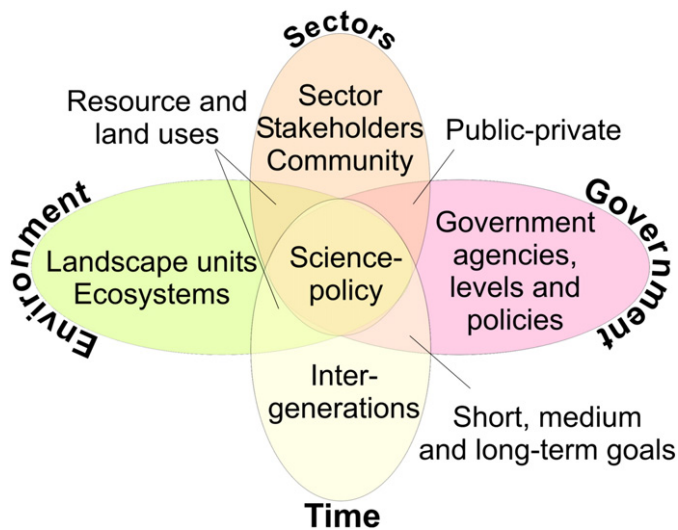 Sectors
Sector
Stakeholders
Community
Resource and
land uses
Public-private
Environment
Landscape units
Ecosystems
Science-
policy
Government
agencies,
levels and
policies
Government
Inter-
generations
Short, medium
and long-term goals
Time